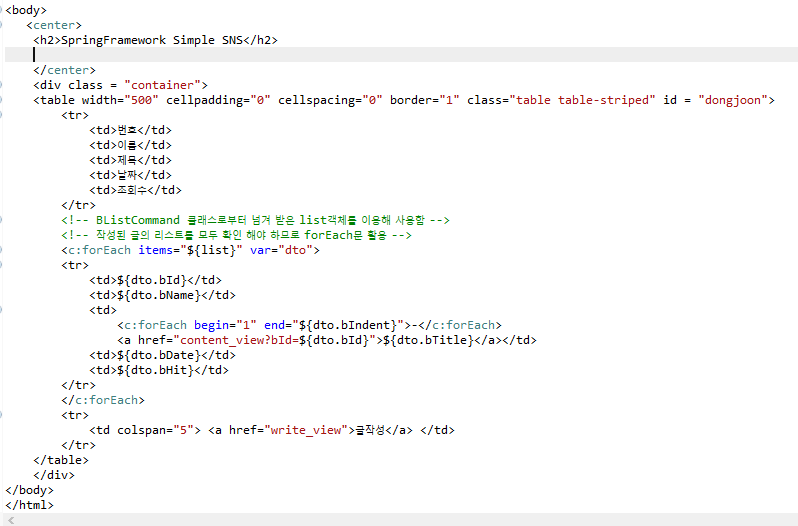 <body>
<center>
<h2>SpringFramework Simple SNS</h2>
</center>
<div class = "container">
<table width="500" cellpadding="0" cellspacing="0" border="1" class="table table-striped" id = "dongjoon">
<tr>
<td>번호</td>
<td>이름</td>
<td>제목</td>
<td>날짜</td>
<td>조회수</td>
</tr>
<!-- BListCommand 클래스로부터 넘겨 받은 list객체를 이용해 사용함 -->
<!-- 작성된 글의 리스트를 모두 확인 해야 하므로 forEach문 활용 -->
<c:forEach items="${list}" var="dto">
<tr>
<td>${dto.bId}</td>
<td>${dto.bName}</td>
<td>
<c:forEach begin="1" end="${dto.bIndent}">-</c:forEach>
<a href="content_view?bId=${dto.bId}">${dto.bTitle}</a></td>
<td>${dto.bDate}</td>
<td>${dto.bHit}</td>
</tr>
</c:forEach>
<tr>
<td colspan="5"> <a href="write_view">글작성</a> </td>
</tr>
</table>
</div>
</body>
</html>